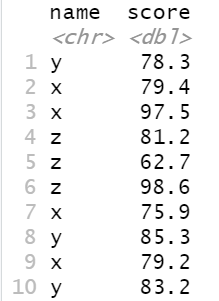 name score
<chr> <dbl>
1 y 78.3
2 x 79.4
3 x 97.5
4 z 81.2
5 z 62.7
6 z 98.6
7 x 75.9
8 y 85.3
9 x 79.2
10 y 83.2